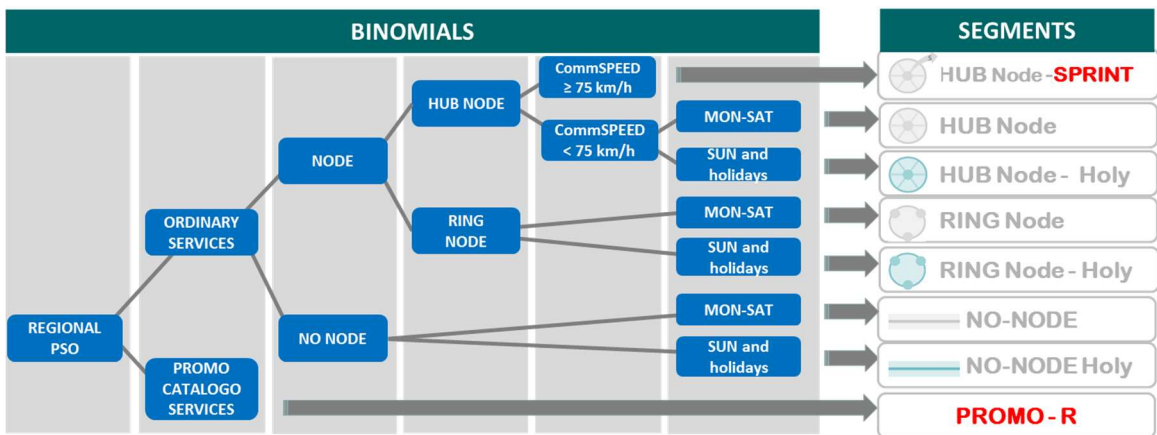 BINOMIALS
SEGMENTS
REGIONAL
PSO
ORDINARY
SERVICES
PROMO
CATALOGO
SERVICES
NODE
NO NODE
HUB NODE
RING
NODE
CommSPEED
≥ 75 km/h
CommSPEED
< 75 km/h
MON-SAT
SUN and
holidays
MON-SAT
SUN and
holidays
MON-SAT
SUN and
holidays
HUB Node-SPRINT
HUB Node
HUB Node - Holy
RING Node
RING Node - Holy
NO-NODE
NO-NODE Holy
PROMO - R